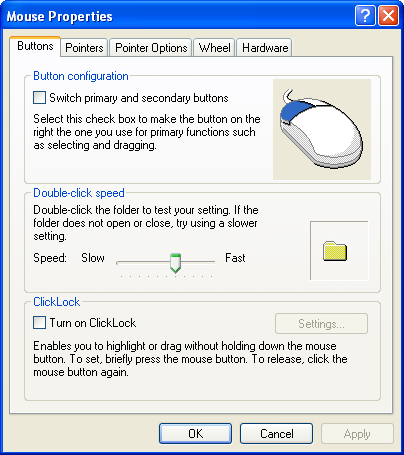 Mouse Properties
Buttons Pointers Pointer Options Wheel Hardware
Button configuration
Switch primary and secondary buttons
Select this check box to make the button on the
right the one you use for primary functions such
as selecting and dragging.
Double-click speed
Double-click the folder to test your setting. If the
folder does not open or close, try using a slower
setting.
Speed: Slow Fast
ClickLock
Turn on ClickLock Settings...
Enables you to highlight or drag without holding down the mouse
button. To set, briefly press the mouse button. To release, click the
mouse button again.
OK Cancel Apply